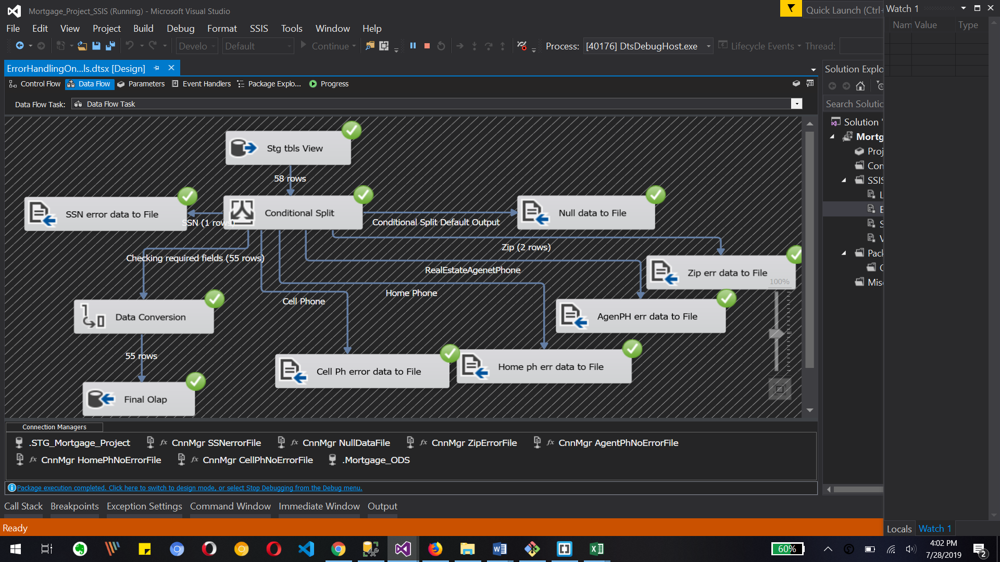 Mortgage_Project_SSIS (Running) - Microsoft Visual Studio
Quick Launch (Ctrl+
Watch 1
File Edit View Project Build Debug Format SSIS Tools Window Help
Nam Value Type
Develo Default Continue Process: [40176] DtsDebugHost.exe Lifecycle Events Thread:
ErrorHandlingOn...ls.dtsx [Design]
Solution Explo
Control Flow Data Flow Parameters Event Handlers Package Explo... Progress
Data Flow Task: Data Flow Task
Search Solutio
Solution '
Mortg
Proj
Con
SSIS
L
E
S
V
Pack
C
Misc
Stg tbls View
58 rows
SSN error data to File
SSN (1 rows)
Conditional Split
Conditional Split Default Output
Null data to File
Zip (2 rows)
Checking required fields (55 rows)
RealEstateAgenetPhone
Zip err data to File
100%
Home Phone
Cell Phone
Data Conversion
AgenPH err data to File
55 rows
Cell Ph error data to File
Home ph err data to File
Final Olap
Connection Managers
.STG_Mortgage_Project fx CnnMgr SSNerrorFile fx CnnMgr NullDataFile fx CnnMgr ZipErrorFile fx CnnMgr AgentPhNoErrorFile
fx CnnMgr HomePhNoErrorFile fx CnnMgr CellPhNoErrorFile .Mortgage_ODS
Package execution completed. Click here to switch to design mode, or select Stop Debugging from the Debug menu.
Call Stack Breakpoints Exception Settings Command Window Immediate Window Output
Ready
Locals Watch 1
60%
4:02 PM
7/28/2019
2